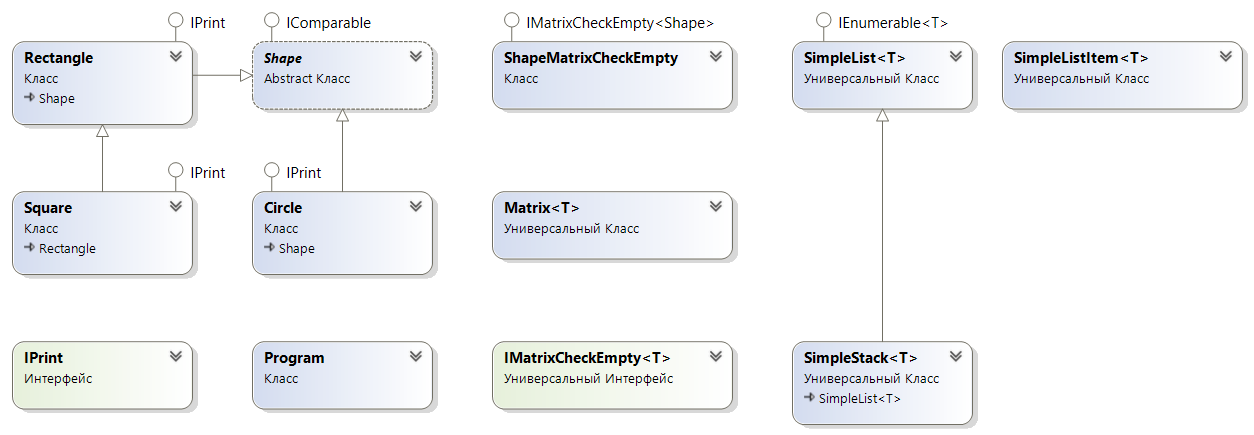 IPrint
Rectangle
Класс
Shape
IComparable
Shape
Abstract Класс
IMatrixCheckEmpty<Shape>
ShapeMatrixCheckEmpty
Класс
IEnumerable<T>
SimpleList<T>
Универсальный Класс
SimpleListItem<T>
Универсальный Класс
IPrint
Square
Класс
Rectangle
IPrint
Circle
Класс
Shape
Matrix<T>
Универсальный Класс
IPrint
Интерфейс
Program
Класс
IMatrixCheckEmpty<T>
Универсальный Интерфейс
SimpleStack<T>
Универсальный Класс
SimpleList<T>